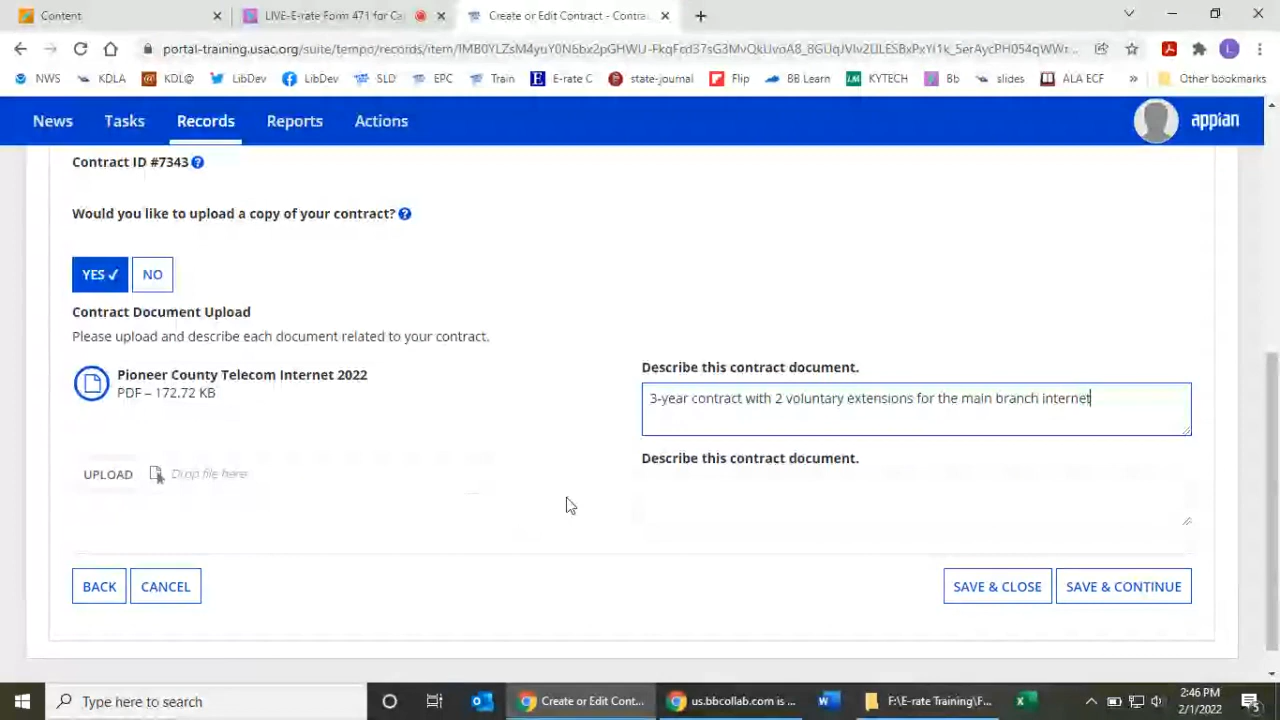 Content
LIVE-E-rate Form 471 for Ca
Create or Edit Contract - Contra
portal-training.usac.org/suite/tempo/records/item/
NWS KDLA KDL@ LibDev LibDev SLD EPC Train E-rate C state-journal Flip BB Learn KYTECH Bb slides ALA ECF » Other bookmarks
News Tasks Records Reports Actions appian
Contract ID #7343
Would you like to upload a copy of your contract?
YES ✓ NO
Contract Document Upload
Please upload and describe each document related to your contract.
Pioneer County Telecom Internet 2022
PDF – 172.72 KB
Describe this contract document.
3-year contract with 2 voluntary extensions for the main branch internet
Describe this contract document.
UPLOAD Drop file here
BACK CANCEL SAVE & CLOSE SAVE & CONTINUE
Type here to search
Create or Edit Cont...
us.bbcollab.com is ...
F:\E-rate Training\F...
2:46 PM
2/1/2022